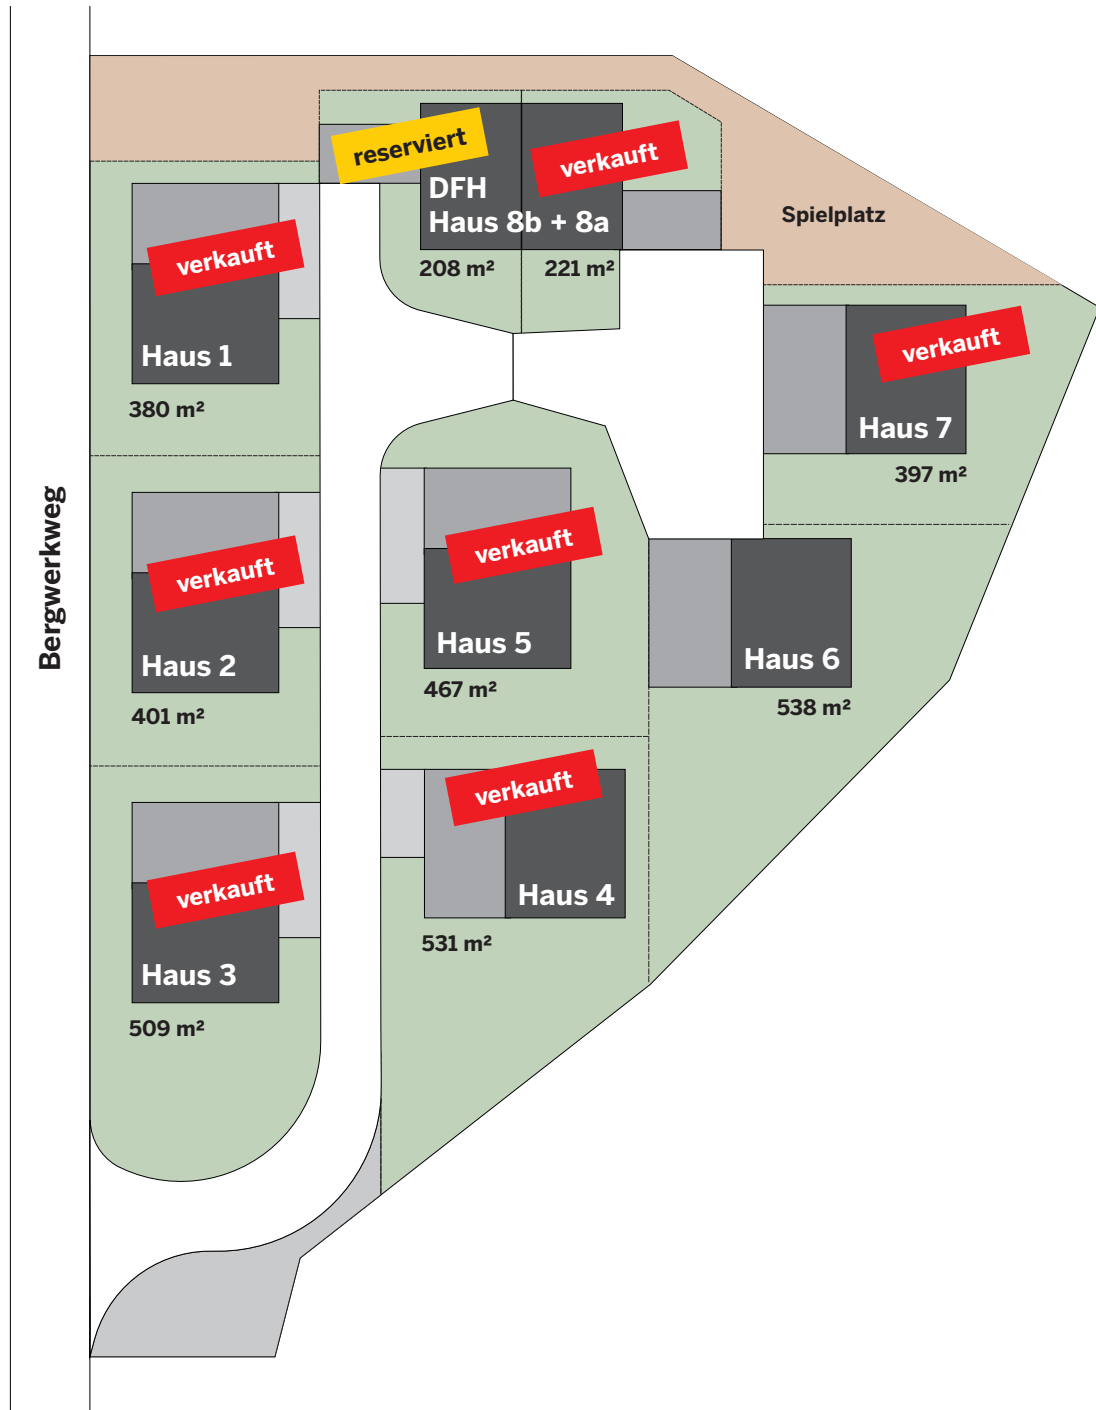 reserviert
verkauft
DFH
Haus 8b + 8a
208 m²
221 m²
Spielplatz
verkauft
Haus 1
380 m²
verkauft
Haus 7
397 m²
Bergwerkweg
verkauft
Haus 2
401 m²
verkauft
Haus 5
467 m²
Haus 6
538 m²
verkauft
Haus 4
531 m²
verkauft
Haus 3
509 m²